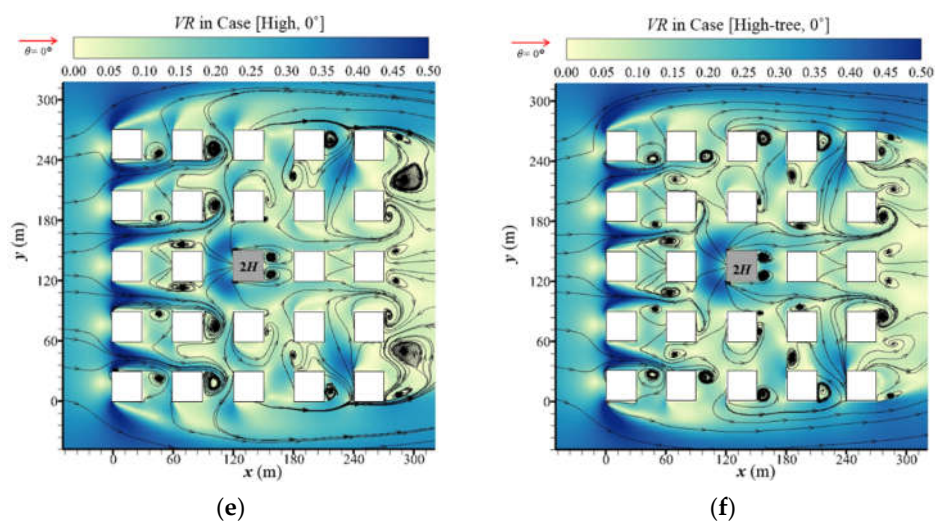 VR in Case [High, 0°]
θ= 0°
0.00 0.05 0.10 0.15 0.20 0.25 0.30 0.35 0.40 0.45 0.50
300
240
180
120
60
0
y (m)
2H
0 60 120 180 240 300
x (m)
(e)
VR in Case [High-tree, 0°]
θ= 0°
0.00 0.05 0.10 0.15 0.20 0.25 0.30 0.35 0.40 0.45 0.50
300
240
180
120
60
0
y (m)
2H
0 60 120 180 240 300
x (m)
(f)